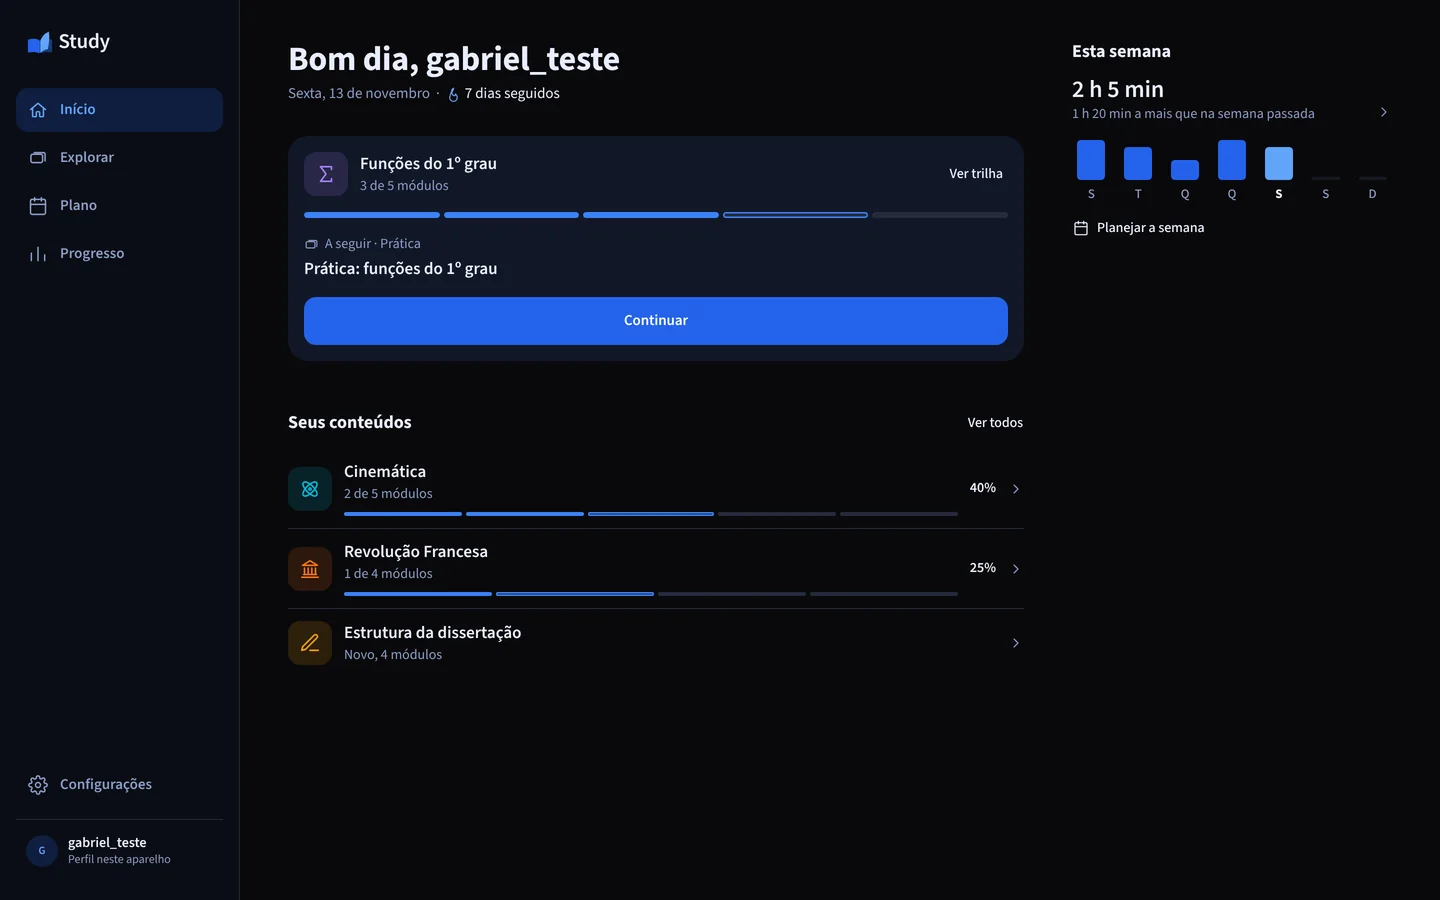 Study
Início
Explorar
Plano
Progresso
Configurações
G
gabriel_teste
Perfil neste aparelho
Bom dia, gabriel_teste
Sexta, 13 de novembro · 7 dias seguidos
Funções do 1º grau
3 de 5 módulos
Ver trilha
A seguir · Prática
Prática: funções do 1º grau
Continuar
Seus conteúdos
Ver todos
Cinemática
2 de 5 módulos
40%
Revolução Francesa
1 de 4 módulos
25%
Estrutura da dissertação
Novo, 4 módulos
Esta semana
2 h 5 min
1 h 20 min a mais que na semana passada
S T Q Q S S D
Planejar a semana